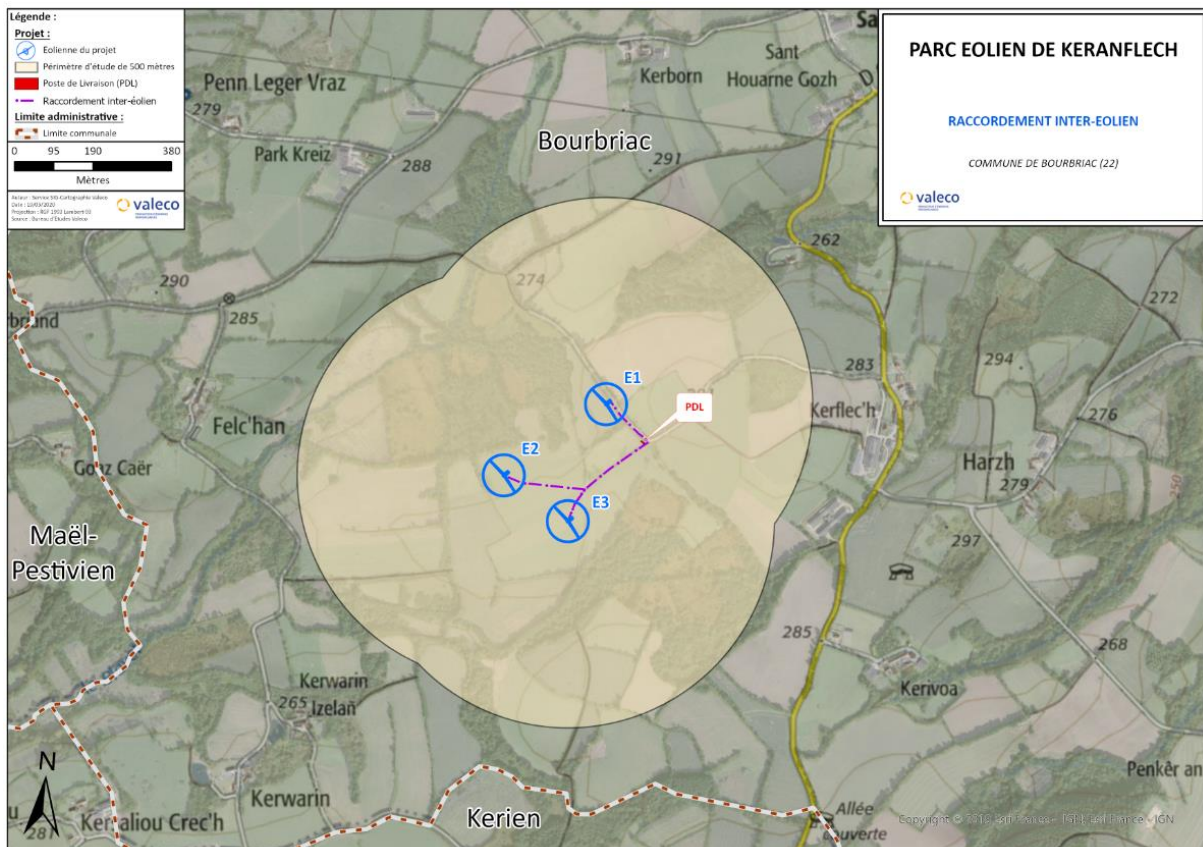 Légende :
Projet :
Eolienne du projet
Périmètre d'étude de 500 mètres
Poste de Livraison (PDL)
Raccordement inter-éolien
Limite administrative :
Limite communale
0 95 190 380
Mètres
valeco
PARC EOLIEN DE KERANFLECH
RACCORDEMENT INTER-EOLIEN
COMMUNE DE BOURBRIAC (22)
valeco
Sant
Houarne Gozh
Kerborn
Penn Leger Vraz
279
Bourbriac
Park Kreiz
288
291
262
274
290
285
272
294
283
276
E1
PDL
Kerflec'h
Felc'han
E2
Gouz Caër
Harzh
279
250
E3
Maël-
Pestivien
297
285
268
Kerwarin
Izelañ
265
Kerivoa
N
Kerwarin
Kerien
Penkêr an
281
Allée